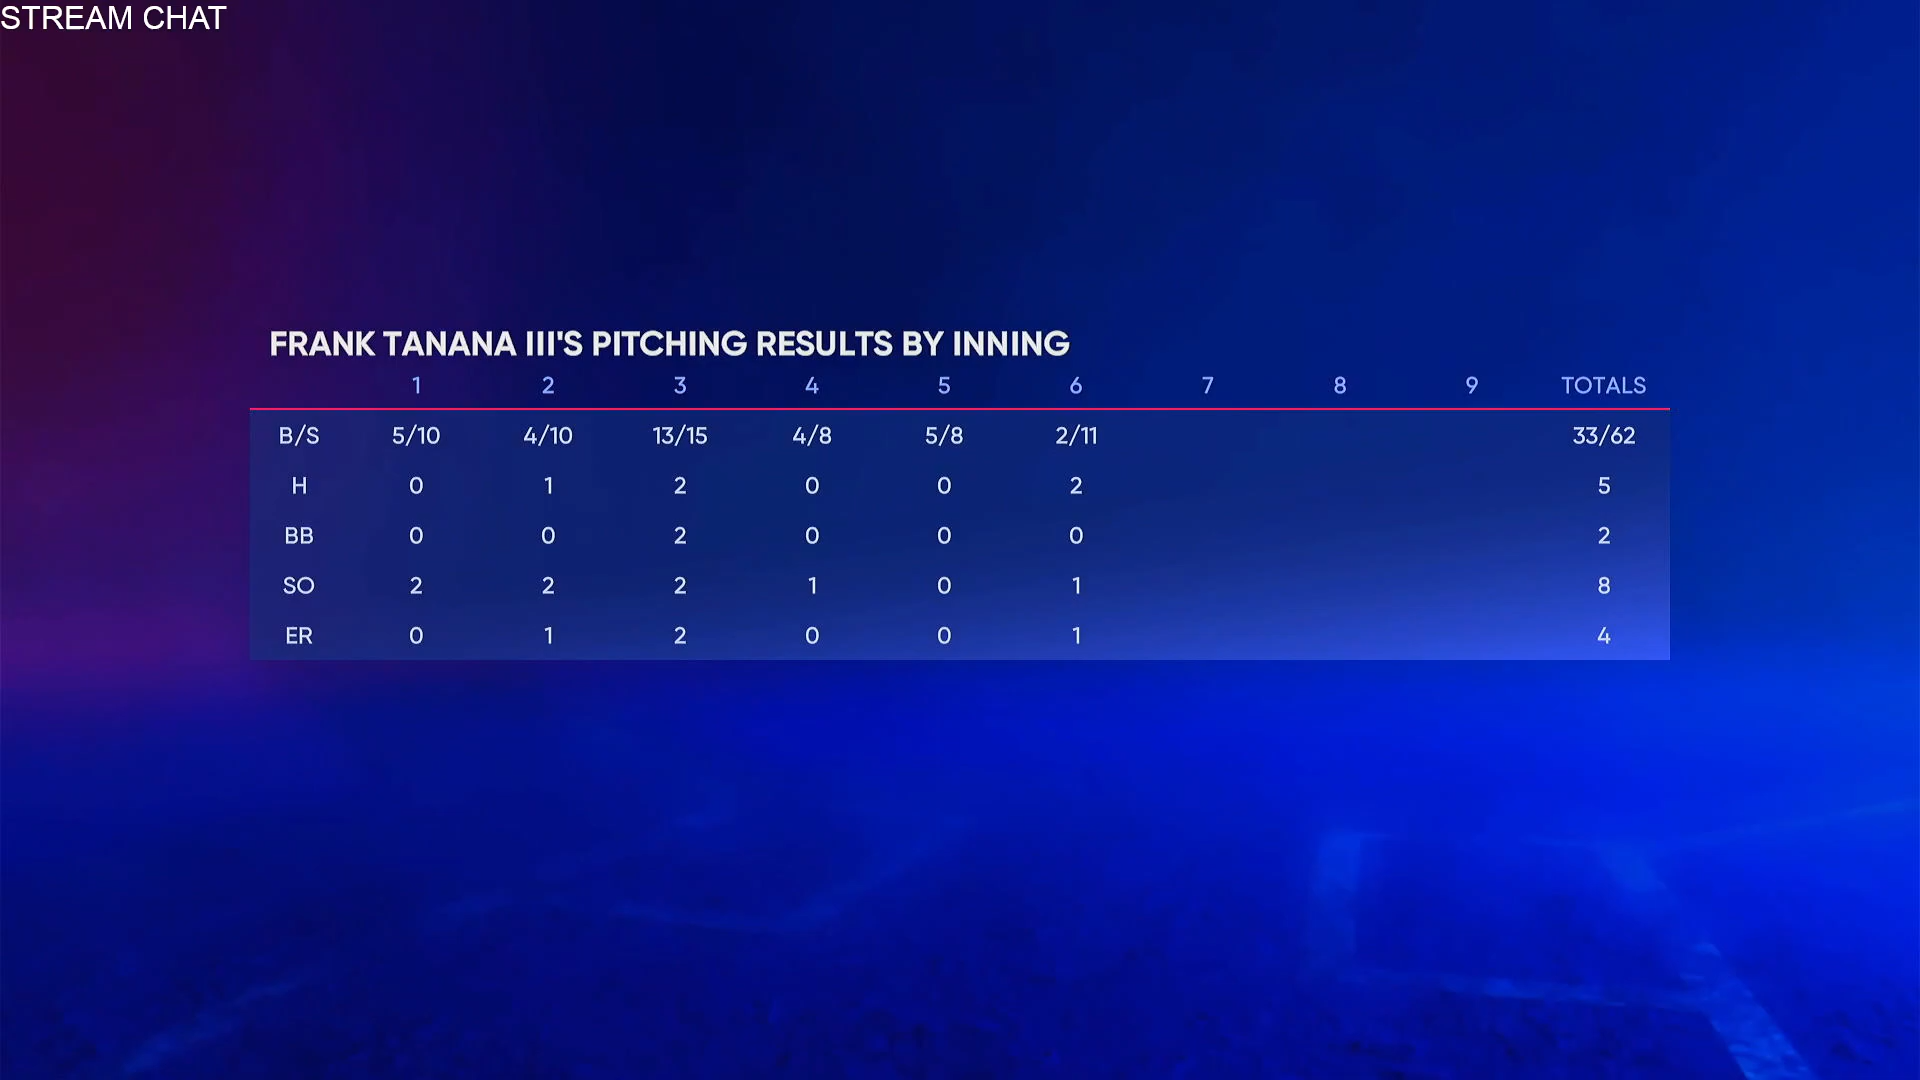 STREAM CHAT
FRANK TANANA III'S PITCHING RESULTS BY INNING
1 2 3 4 5 6 7 8 9 TOTALS
B/S 5/10 4/10 13/15 4/8 5/8 2/11 33/62
H 0 1 2 0 0 2 5
BB 0 0 2 0 0 0 2
SO 2 2 2 1 0 1 8
ER 0 1 2 0 0 1 4